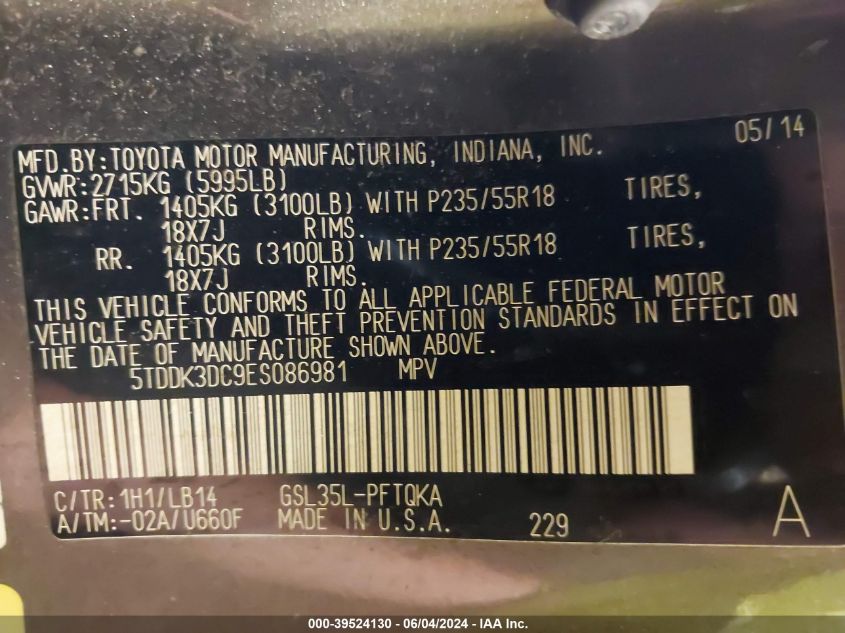 05/14
MFD.BY:TOYOTA MOTOR MANUFACTURING, INDIANA, INC.
GVWR:2715KG (5995LB)
GAWR:FRT. 1405KG (3100LB) WITH P235/55R18 TIRES,
18X7J RIMS.
RR. 1405KG (3100LB) WITH P235/55R18 TIRES,
18X7J RIMS.
THIS VEHICLE CONFORMS TO ALL APPLICABLE FEDERAL MOTOR
VEHICLE SAFETY AND THEFT PREVENTION STANDARDS IN EFFECT ON
THE DATE OF MANUFACTURE SHOWN ABOVE.
5TDDK3DC9ES086981 MPV
C/TR:1H1/LB14 GSL35L-PFTQKA
A/TM:-02A/U660F MADE IN U.S.A. 229 A
000-39524130 - 06/04/2024 - IAA Inc.